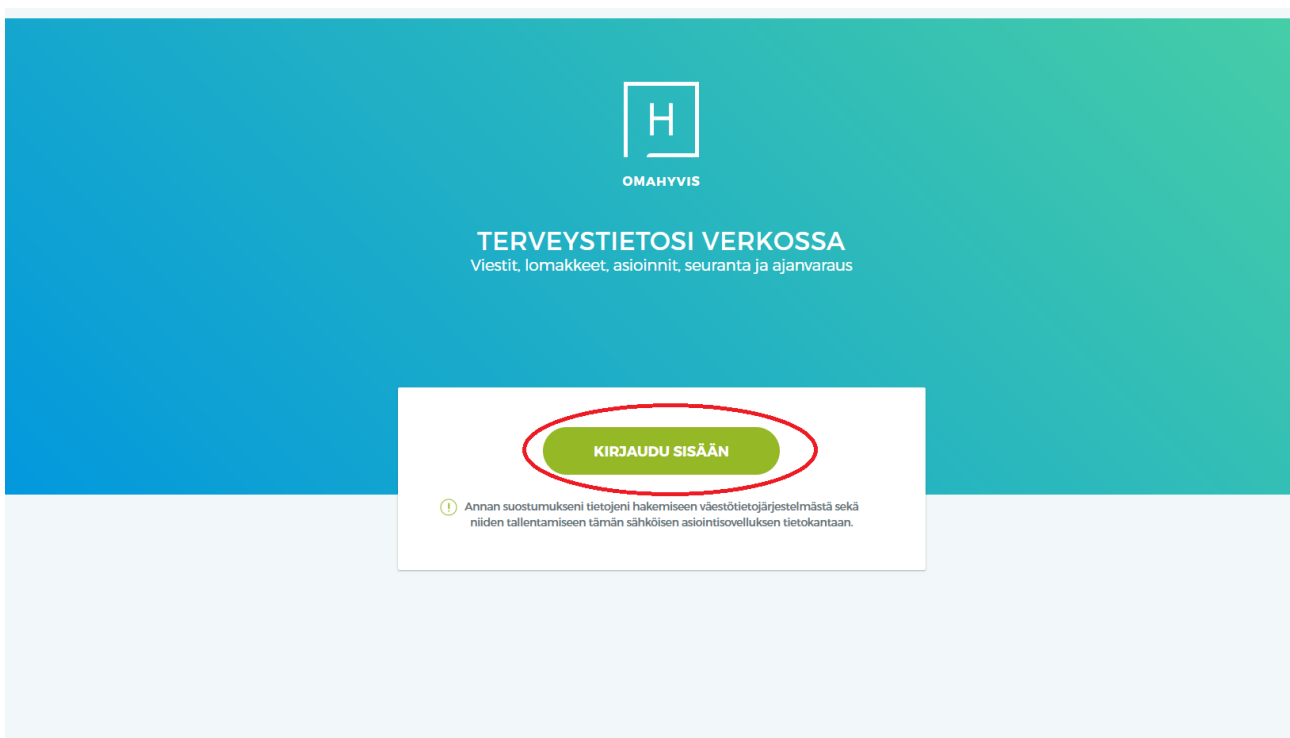 H
OMAHYVIS
TERVEYSTIETOSI VERKOSSA
Viestit, lomakkeet, asioinnit, seuranta ja ajanvaraus
KIRJAUDU SISÄÄN
! Annan suostumukseni tietojeni hakemiseen väestötietojärjestelmästä sekä
niiden tallentamiseen tämän sähköisen asiointisovelluksen tietokantaan.